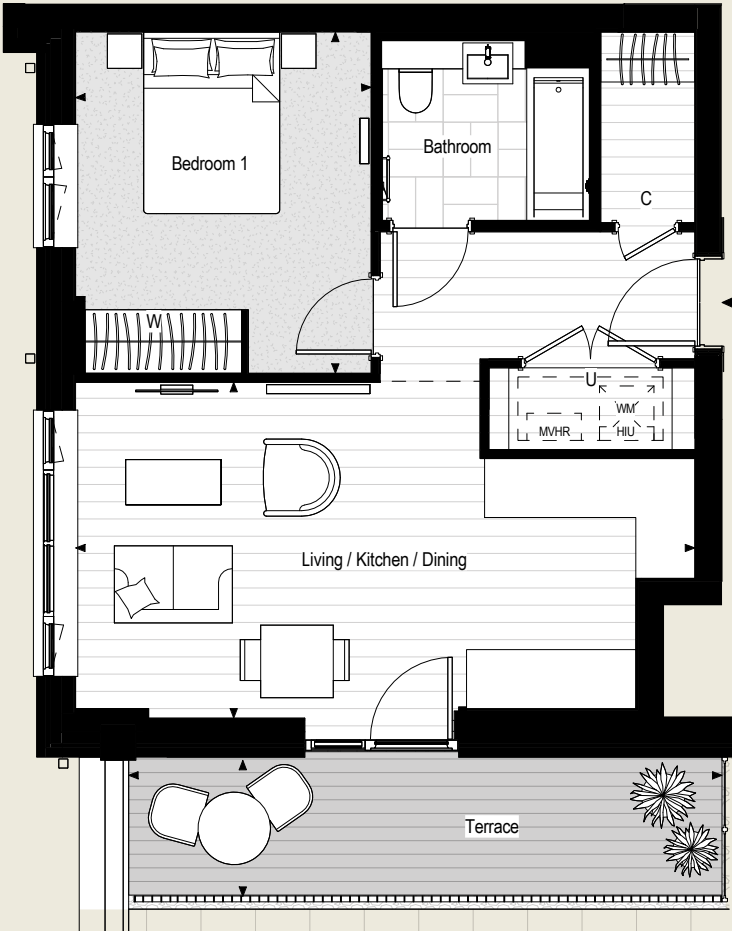 Bedroom 1
Bathroom
C
W
U
WM
MVHR
HIU
Living / Kitchen / Dining
Terrace